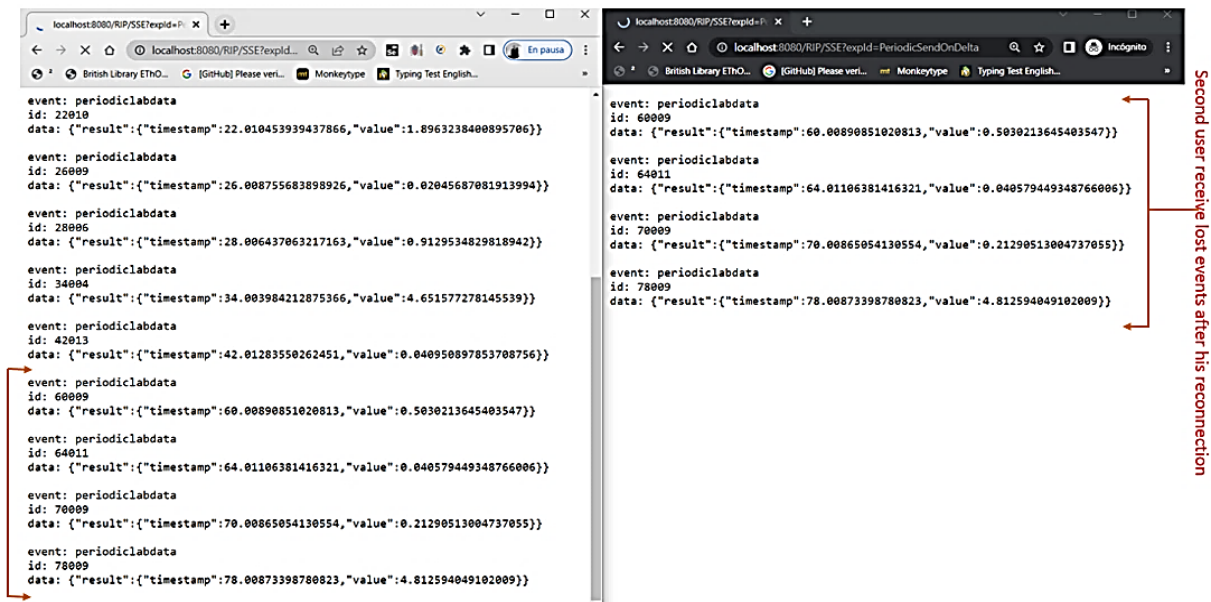 localhost:8080/RIP/SSE?expId=P
localhost:8080/RIP/SSE?expId...
En pausa
British Library EThO...
[GitHub] Please veri...
Monkeytype
Typing Test English...
event: periodiclabdata
id: 22010
data: {"result":{"timestamp":22.010453939437866,"value":1.8963238400895706}}
event: periodiclabdata
id: 26009
data: {"result":{"timestamp":26.008755683898926,"value":0.02045687081913994}}
event: periodiclabdata
id: 28006
data: {"result":{"timestamp":28.006437063217163,"value":0.9129534829818942}}
event: periodiclabdata
id: 34004
data: {"result":{"timestamp":34.003984212875366,"value":4.651577278145539}}
event: periodiclabdata
id: 42013
data: {"result":{"timestamp":42.01283550262451,"value":0.040950897853708756}}
event: periodiclabdata
id: 60009
data: {"result":{"timestamp":60.00890851020813,"value":0.5030213645403547}}
event: periodiclabdata
id: 64011
data: {"result":{"timestamp":64.01106381416321,"value":0.040579449348766006}}
event: periodiclabdata
id: 70009
data: {"result":{"timestamp":70.00865054130554,"value":0.21290513004737055}}
event: periodiclabdata
id: 78009
data: {"result":{"timestamp":78.00873398780823,"value":4.812594049102009}}
localhost:8080/RIP/SSE?expId=P
localhost:8080/RIP/SSE?expId=PeriodicSendOnDelta
Incógnito
British Library EThO...
[GitHub] Please veri...
Monkeytype
Typing Test English...
event: periodiclabdata
id: 60009
data: {"result":{"timestamp":60.00890851020813,"value":0.5030213645403547}}
event: periodiclabdata
id: 64011
data: {"result":{"timestamp":64.01106381416321,"value":0.040579449348766006}}
event: periodiclabdata
id: 70009
data: {"result":{"timestamp":70.00865054130554,"value":0.21290513004737055}}
event: periodiclabdata
id: 78009
data: {"result":{"timestamp":78.00873398780823,"value":4.812594049102009}}
Second user receive lost events after his reconnection